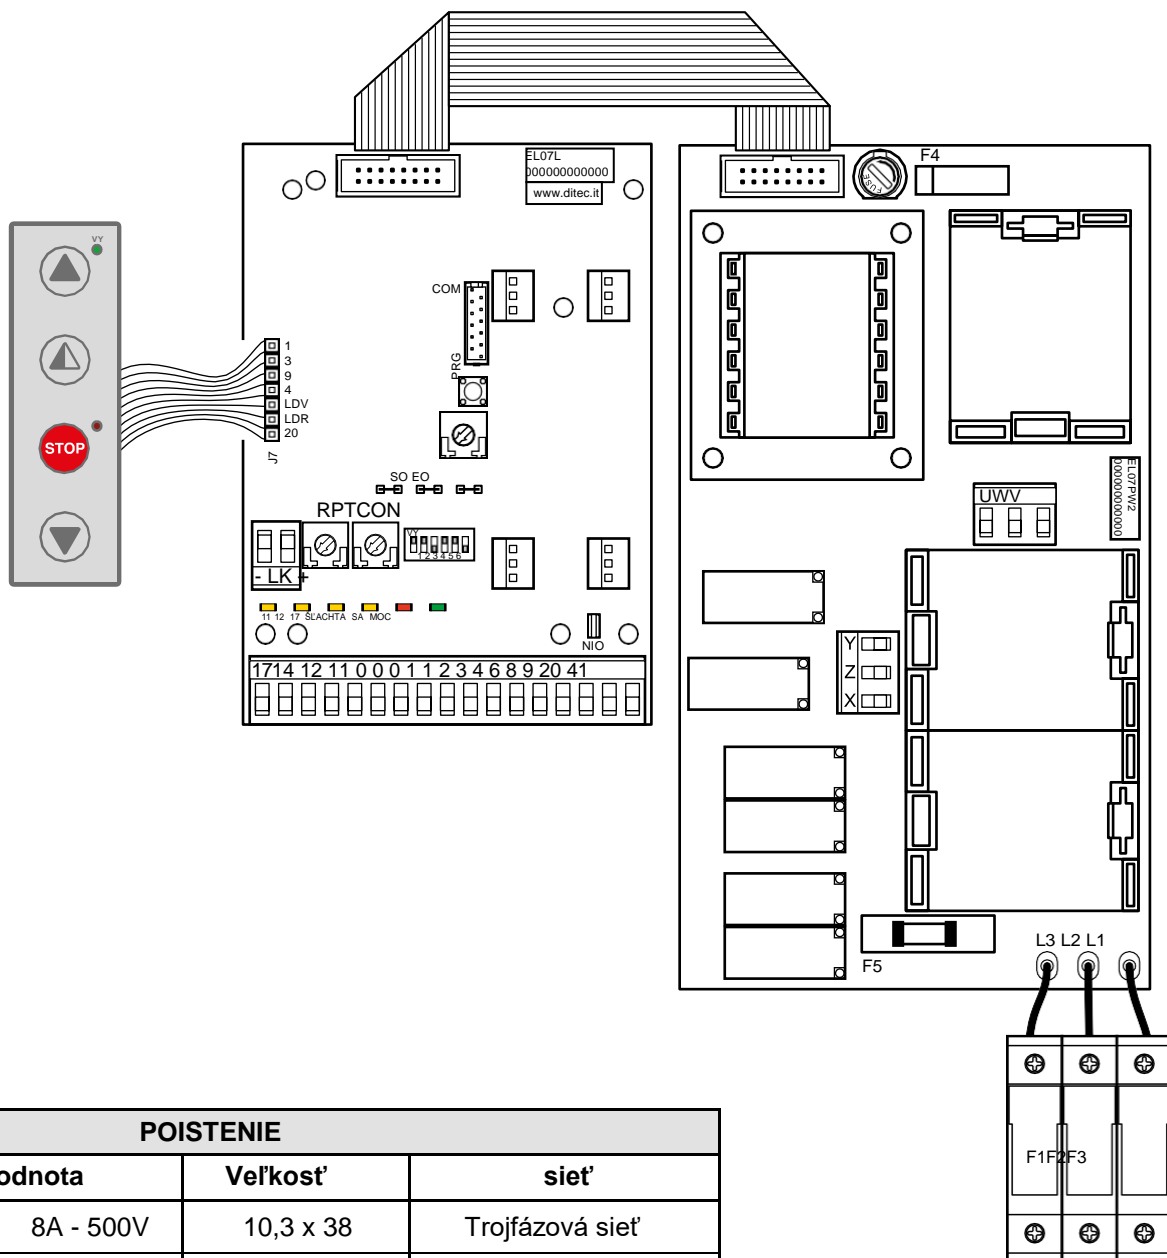 EL07L
000000000000
www.ditec.it
F4
FUSE
VY
STOP
COM
PRG
1
3
9
4
LDV
LDR
20
J7
SO EO
RPTCON
VY
1 2 3 4 5 6
- LK +
11 12 17 ŠĽACHTA SA MOC
NIO
1714 12 11 0 0 0 1 1 2 3 4 6 8 9 20 41
UWV
EL07PW2
000000000000
Y
Z
X
F5
L3 L2 L1
F1F2F3
POISTENIE
odnota Veľkosť sieť
8A - 500V 10,3 x 38 Trojfázová sieť